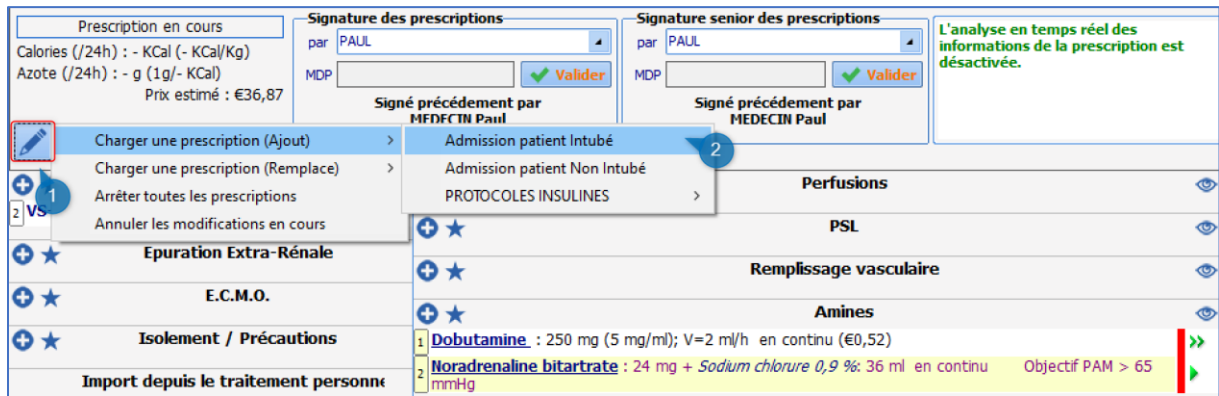 Prescription en cours
Calories (/24h) : - KCal (- KCal/Kg)
Azote (/24h) : - g (1g/- KCal)
Prix estimé : €36,87
Signature des prescriptions
par PAUL
MDP Valider
Signé précédement par
MEDECIN Paul
Signature senior des prescriptions
par PAUL
MDP Valider
Signé précédement par
MEDECIN Paul
L'analyse en temps réel des
informations de la prescription est
désactivée.
1
Charger une prescription (Ajout) >
Charger une prescription (Remplace) >
Arrêter toutes les prescriptions
Annuler les modifications en cours
Admission patient Intubé
2
Admission patient Non Intubé
PROTOCOLES INSULINES >
2 VS
Epuration Extra-Rénale
E.C.M.O.
Isolement / Précautions
Import depuis le traitement personne
Perfusions
PSL
Remplissage vasculaire
Amines
1 Dobutamine : 250 mg (5 mg/ml); V=2 ml/h en continu (€0,52)
2 Noradrenaline bitartrate : 24 mg + Sodium chlorure 0,9 %: 36 ml en continu Objectif PAM > 65
mmHg